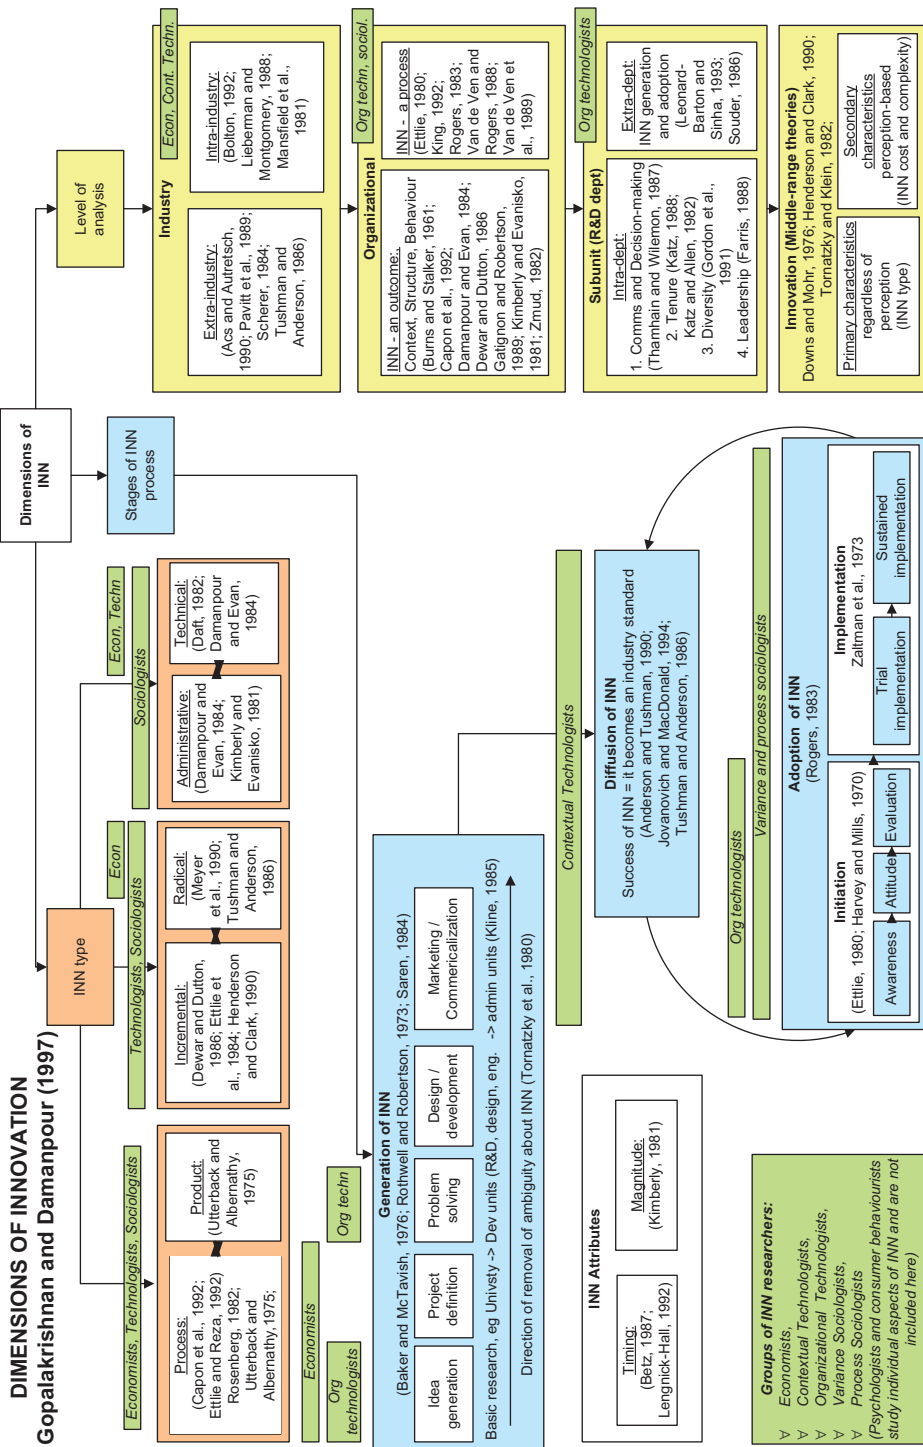 DIMENSIONS OF INNOVATION
Gopalakrishnan and Damanpour (1997)
Dimensions of
INN
INN type
Stages of INN
process
Level of
analysis
Economists, Technologists, Sociologists
Process:
(Capon et al., 1992;
Ettlie and Reza, 1992)
Rosenberg, 1982;
Utterback and
Albernathy, 1975;
Product:
(Utterback and
Albernathy,
1975)
Econ
Technologists, Sociologists
Incremental:
(Dewar and Dutton,
1986; Ettlie et
al., 1984; Henderson
and Clark, 1990)
Radical:
(Meyer
et al., 1990;
Tushman and
Anderson,
1986)
Econ, Techn
Sociologists
Administrative:
(Damanpour and
Evan, 1984;
Kimberly and
Evanisko, 1981)
Technical:
(Daft, 1982;
Damanpour
and Evan,
1984)
Econ, Cont. Techn.
Industry
Extra-industry:
(Acs and Autretsch,
1990; Pavitt et al., 1989;
Scherer, 1984;
Tushman and
Anderson, 1986)
Intra-industry:
(Bolton, 1992;
Lieberman and
Montgomery, 1988;
Mansfield et al.,
1981)
Org techn, sociol.
Organizational
INN - an outcome:.
Context, Structure, Behaviour
(Burns and Stalker, 1961;
Capon et al., 1992;
Damanpour and Evan, 1984;
Dewar and Dutton, 1986
Gatignon and Robertson,
1989; Kimberly and Evanisko,
1981; Zmud, 1982)
INN - a process
(Ettlie, 1980;
King, 1992;
Rogers, 1983;
Van de Ven and
Rogers, 1988;
Van de Ven et
al., 1989)
Org technologists
Subunit (R&D dept)
Intra-dept:
1. Comms and Decision-making
(Thamhain and Wilemon, 1987)
2. Tenure (Katz, 1988;
Katz and Allen, 1982)
3. Diversity (Gordon et al.,
1991)
4. Leadership (Farris, 1988)
Extra-dept:
INN generation
and adoption
(Leonard-
Barton and
Sinha, 1993;
Souder, 1986)
Innovation (Middle-range theories)
Downs and Mohr, 1976; Henderson and Clark, 1990;
Tornatzky and Klein, 1982;
Primary characteristics
regardless of
perception
(INN type)
Secondary
characteristics
perception-based
(INN cost and complexity)
Economists
Org
technologists
Org techn
Generation of INN
(Baker and McTavish, 1976; Rothwell and Robertson, 1973; Saren, 1984)
Idea
generation
Project
definition
Problem
solving
Design /
development
Marketing /
Commericalization
Basic research, eg Univsty -> Dev units (R&D, design, eng. -> admin units (Kline, 1985)
Direction of removal of ambiguity about INN (Tornatzky et al., 1980)
Contextual Technologists
Diffusion of INN
Success of INN = it becomes an industry standard
(Anderson and Tushman, 1990;
Jovanovich and MacDonald, 1994;
Tushman and Anderson, 1986)
Org technologists
Variance and process sociologists
Adoption of INN
(Rogers, 1983)
Initiation
(Ettlie, 1980; Harvey and Mills, 1970)
Awareness
Attitude
Evaluation
Implementation
Zaltman et al., 1973
Trial
implementation
Sustained
implementation
INN Attributes
Timing:
(Betz, 1987;
Lengnick-Hall, 1992)
Magnitude:
(Kimberly, 1981)
Groups of INN researchers:
∀ Economists,
∀ Contextual Technologists,
∀ Organizational Technologists,
∀ Variance Sociologists,
∀ Process Sociologists
(Psychologists and consumer behaviourists
study individual aspects of INN and are not
included here)